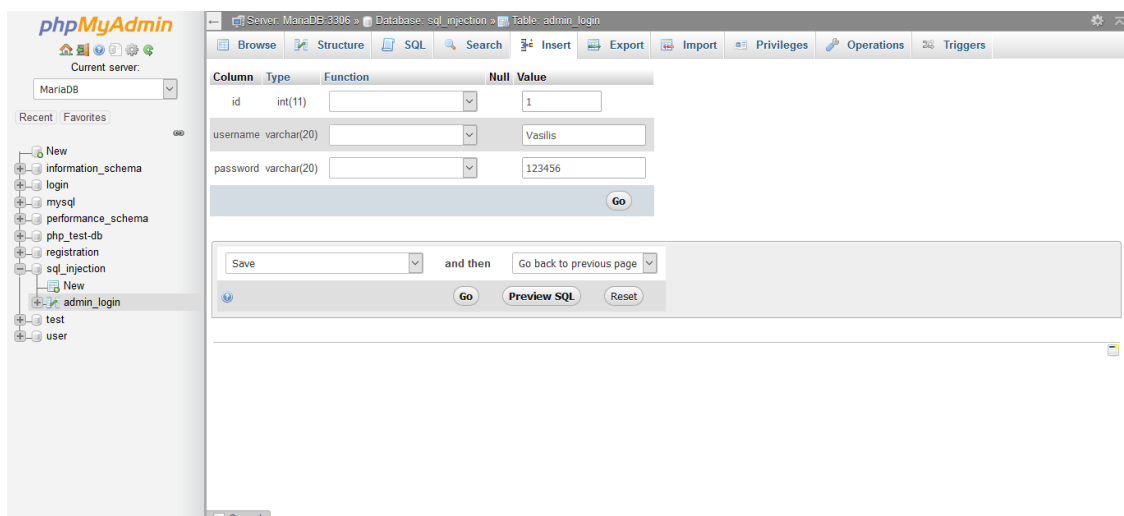 phpMyAdmin
Current server:
MariaDB
Recent Favorites
New
information_schema
login
mysql
performance_schema
php_test-db
registration
sql_injection
New
admin_login
test
user
Server: MariaDB:3306 » Database: sql_injection » Table: admin_login
Browse Structure SQL Search Insert Export Import Privileges Operations Triggers
Column Type Function Null Value
id int(11) 1
username varchar(20) Vasilis
password varchar(20) 123456
Go
Save and then Go back to previous page
Go Preview SQL Reset